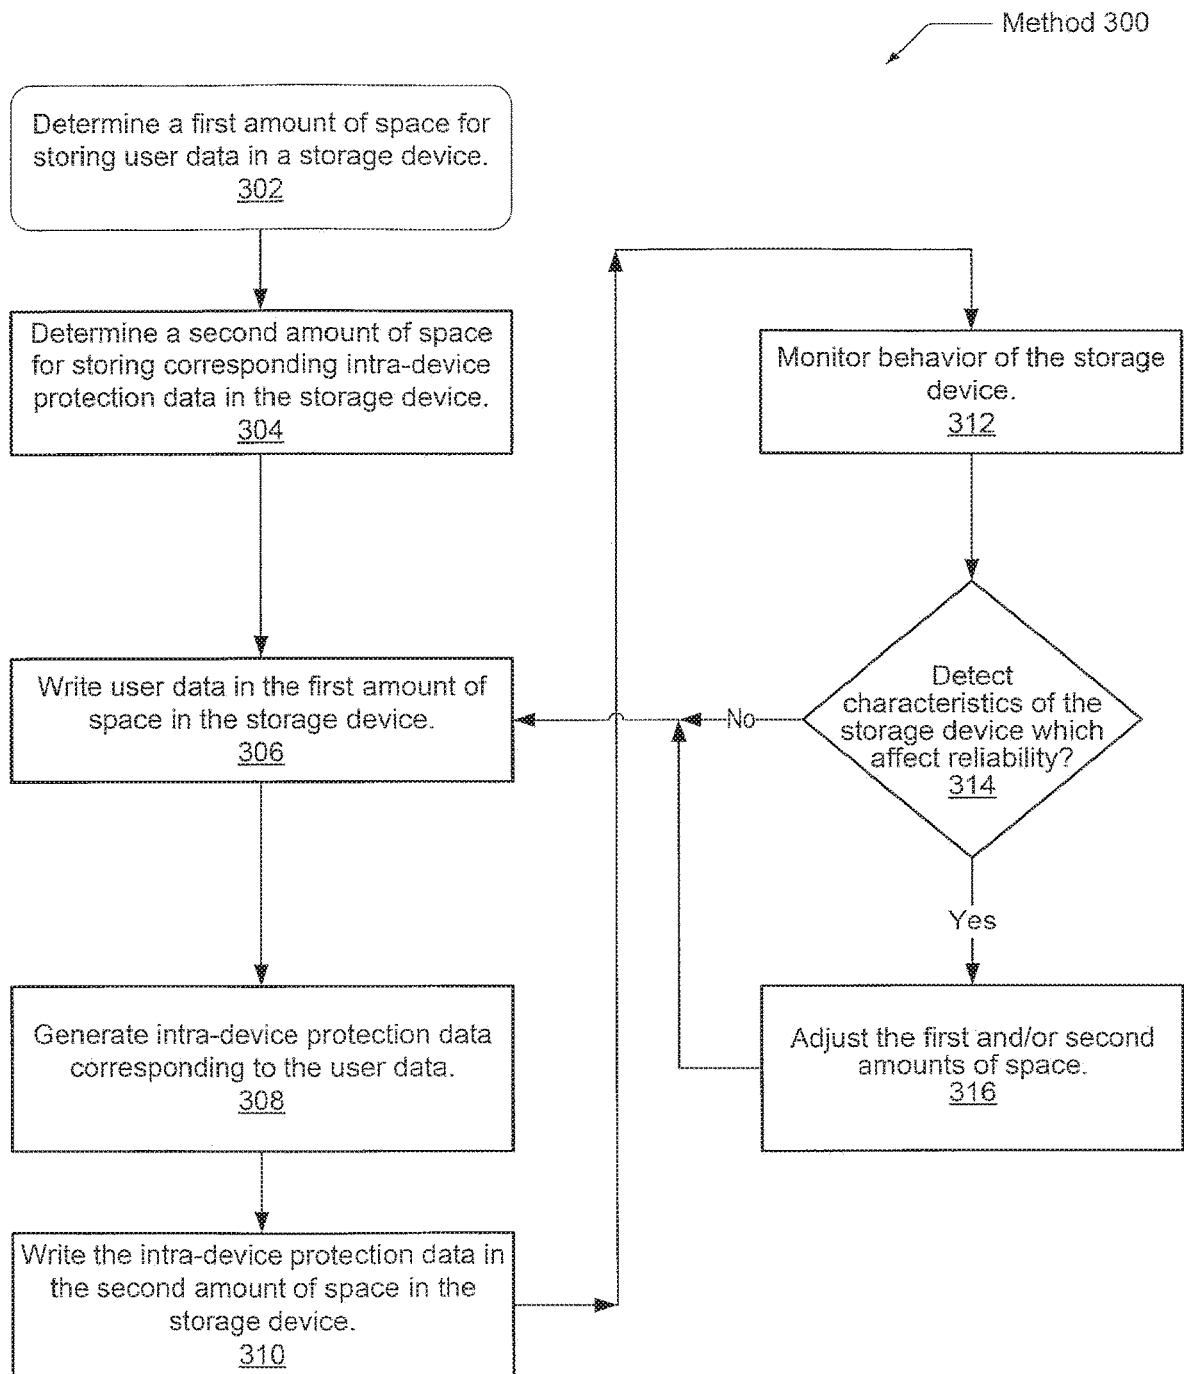 Method 300
Determine a first amount of space for
storing user data in a storage device.
302
Determine a second amount of space
for storing corresponding intra-device
protection data in the storage device.
304
Write user data in the first amount of
space in the storage device.
306
Generate intra-device protection data
corresponding to the user data.
308
Write the intra-device protection data in
the second amount of space in the
storage device.
310
Monitor behavior of the storage
device.
312
Detect
characteristics of the
storage device which
affect reliability?
314
No
Yes
Adjust the first and/or second
amounts of space.
316